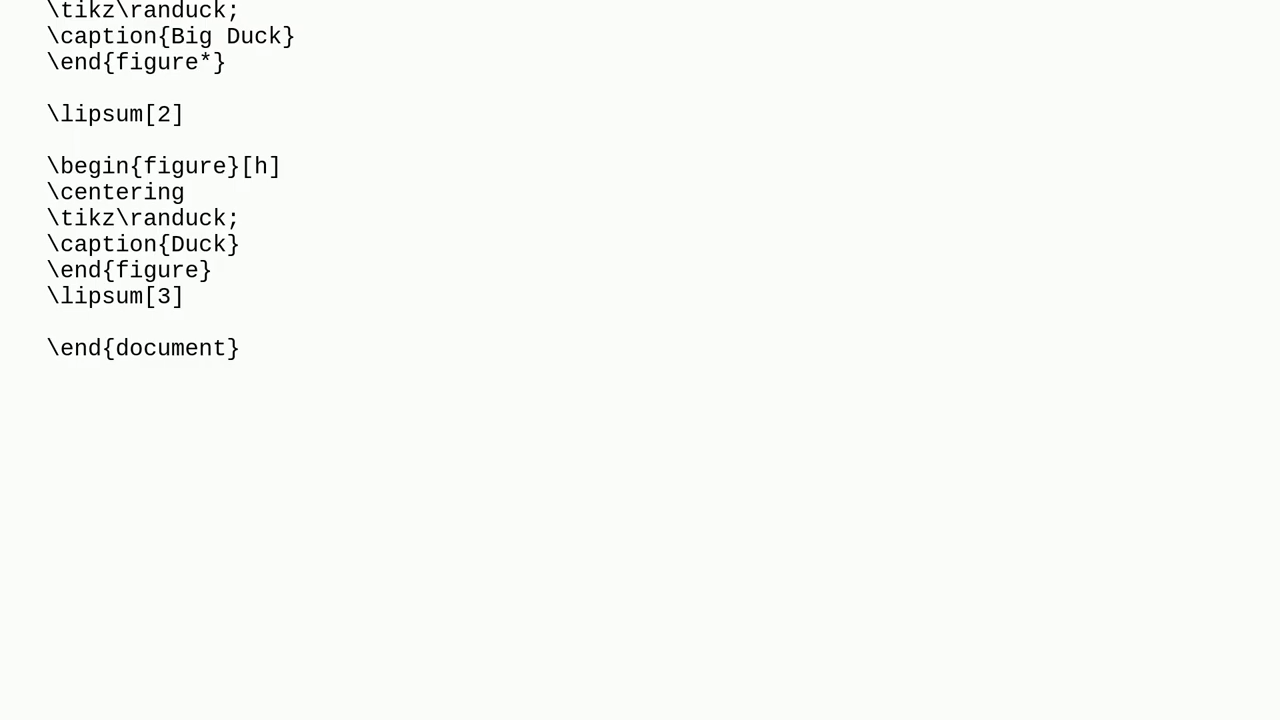 \tikz\randuck;
\caption{Big Duck}
\end{figure*}
\lipsum[2]
\begin{figure}[h]
\centering
\tikz\randuck;
\caption{Duck}
\end{figure}
\lipsum[3]
\end{document}